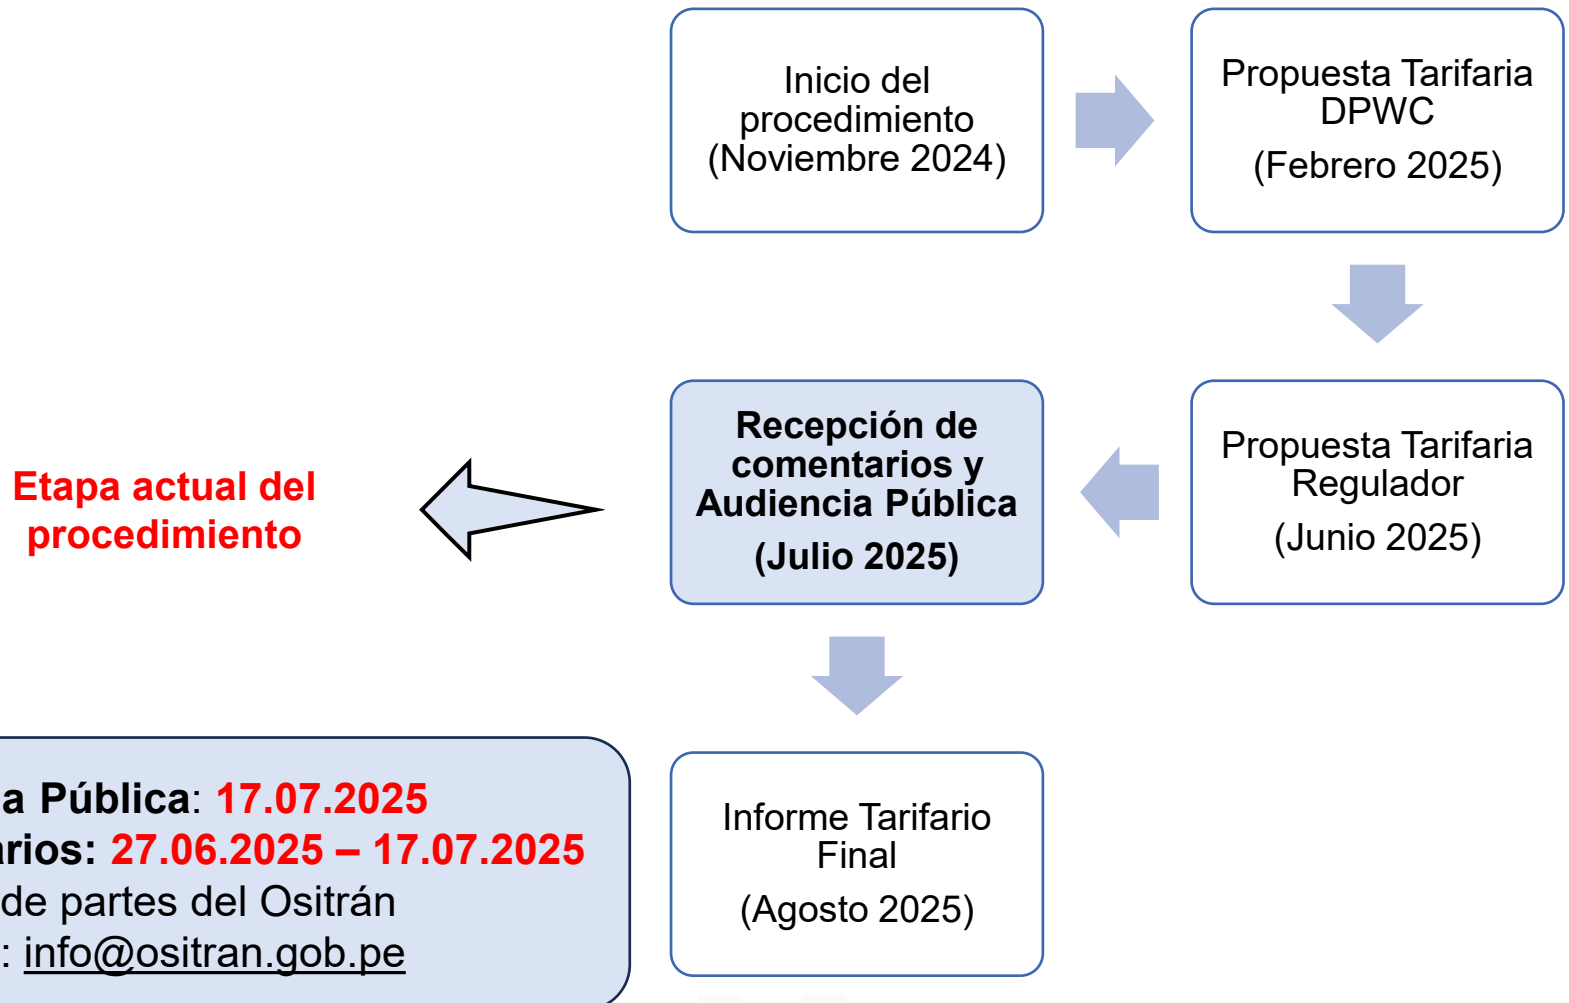 Inicio del
procedimiento
(Noviembre 2024)
Propuesta Tarifaria
DPWC
(Febrero 2025)
Propuesta Tarifaria
Regulador
(Junio 2025)
Recepción de
comentarios y
Audiencia Pública
(Julio 2025)
Etapa actual del
procedimiento
Informe Tarifario
Final
(Agosto 2025)
a Pública: 17.07.2025
arios: 27.06.2025 – 17.07.2025
de partes del Ositrán
: info@ositran.gob.pe